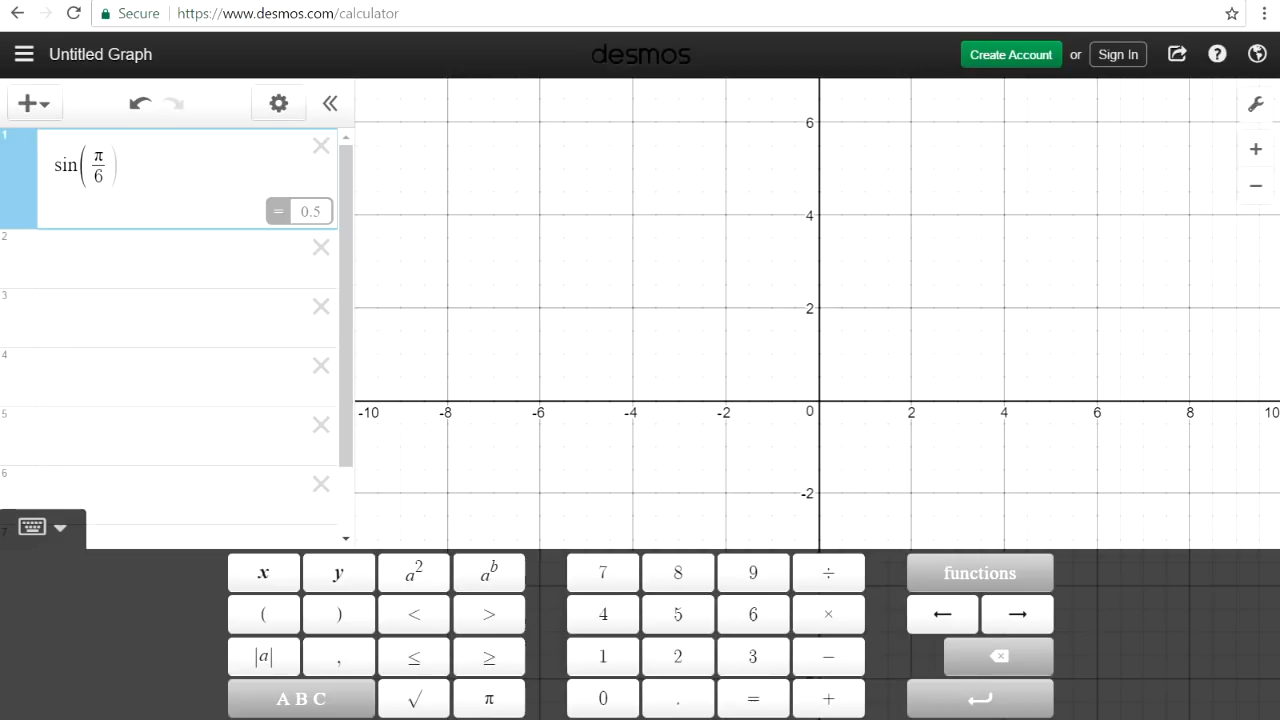 Secure https://www.desmos.com/calculator
Untitled Graph desmos Create Account or Sign In ?
1 sin(π/6)
= 0.5
2
3
4
5
6
7
6
4
2
-10 -8 -6 -4 -2 0 2 4 6 8 10
-2
x y a² aᵇ 7 8 9 ÷ functions
( ) < > 4 5 6 × ← →
|a| , ≤ ≥ 1 2 3 −
A B C √ π 0 . = +